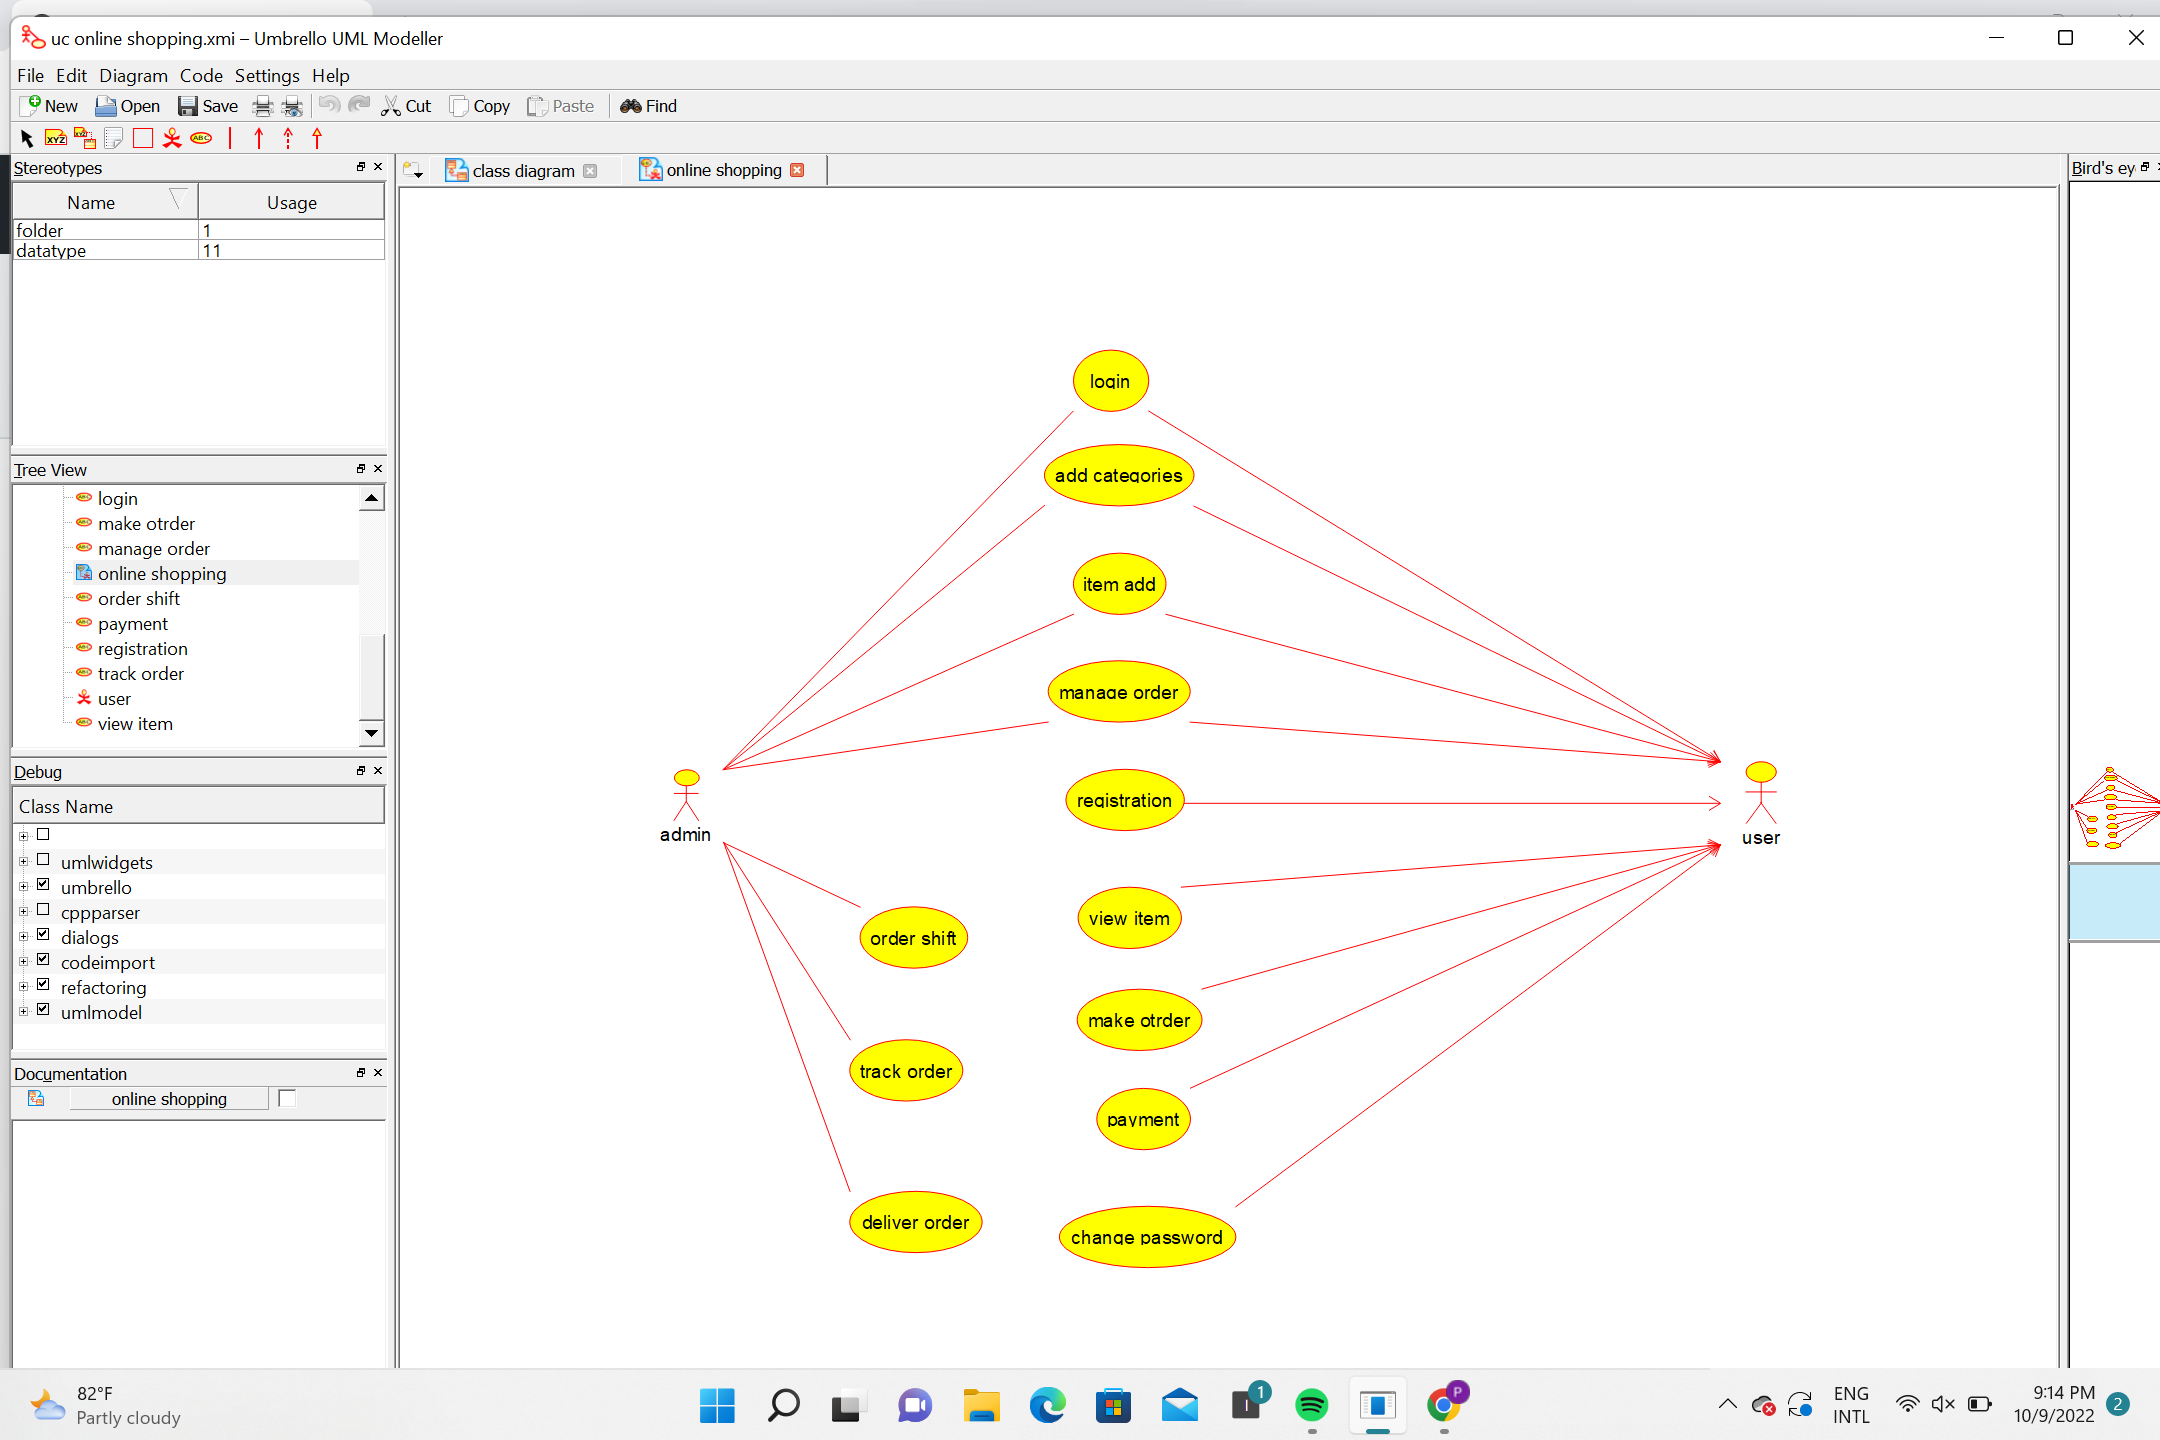 uc online shopping.xmi – Umbrello UML Modeller
File Edit Diagram Code Settings Help
New Open Save Cut Copy Paste Find
XYZ ABC
Stereotypes
Name Usage
folder 1
datatype 11
Tree View
login
make otrder
manage order
online shopping
order shift
payment
registration
track order
user
view item
Debug
Class Name
umlwidgets
umbrello
cppparser
dialogs
codeimport
refactoring
umlmodel
Documentation
online shopping
class diagram
online shopping
Bird's ey
login
add categories
item add
manage order
registration
admin
user
order shift
view item
make otrder
track order
payment
deliver order
change password
82°F
Partly cloudy
1
P
ENG
INTL
9:14 PM
10/9/2022
2